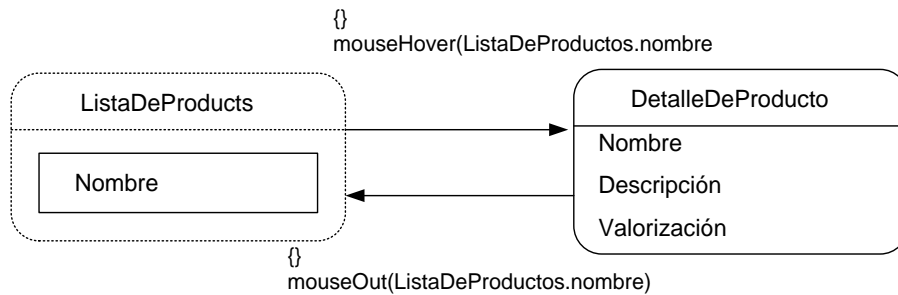 {}
mouseHover(ListaDeProductos.nombre
ListaDeProducts
Nombre
DetalleDeProducto
Nombre
Descripción
Valorización
{}
mouseOut(ListaDeProductos.nombre)